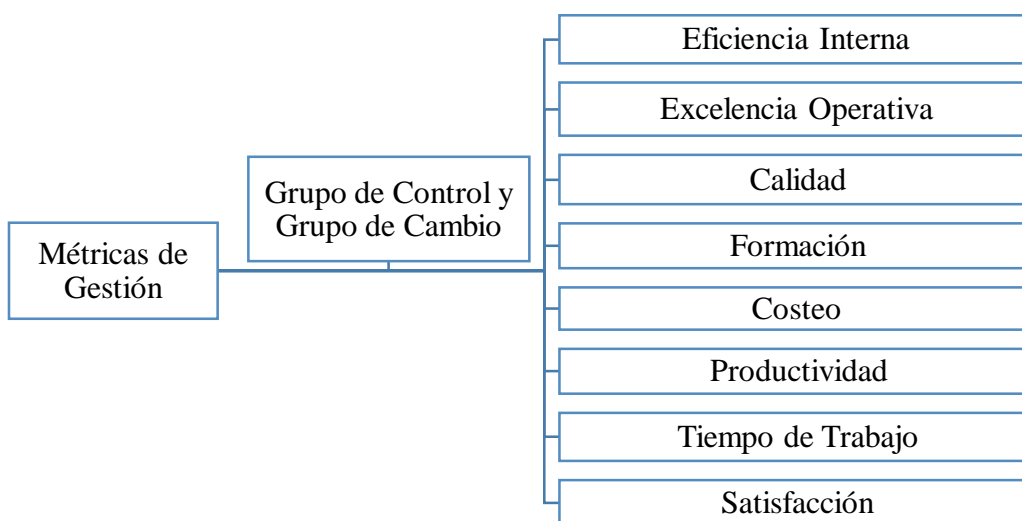 Métricas de
Gestión
Grupo de Control y
Grupo de Cambio
Eficiencia Interna
Excelencia Operativa
Calidad
Formación
Costeo
Productividad
Tiempo de Trabajo
Satisfacción